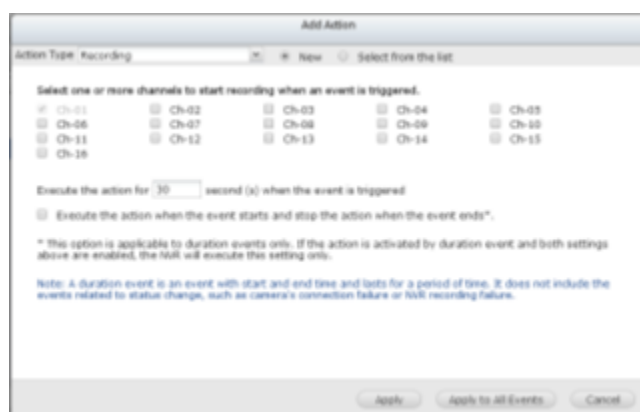 Add Action
Action Type Recording New Select from the list
Select one or more channels to start recording when an event is triggered.
Ch-01 Ch-02 Ch-03 Ch-04 Ch-05
Ch-06 Ch-07 Ch-08 Ch-09 Ch-10
Ch-11 Ch-12 Ch-13 Ch-14 Ch-15
Ch-16
Execute the action for 30 second (s) when the event is triggered
Execute the action when the event starts and stop the action when the event ends*.
* This option is applicable to duration events only. If the action is activated by duration event and both settings
above are enabled, the NVR will execute this setting only.
Note: A duration event is an event with start and end time and lasts for a period of time. It does not include the
events related to status change, such as camera's connection failure or NVR recording failure.
Apply Apply to All Events Cancel